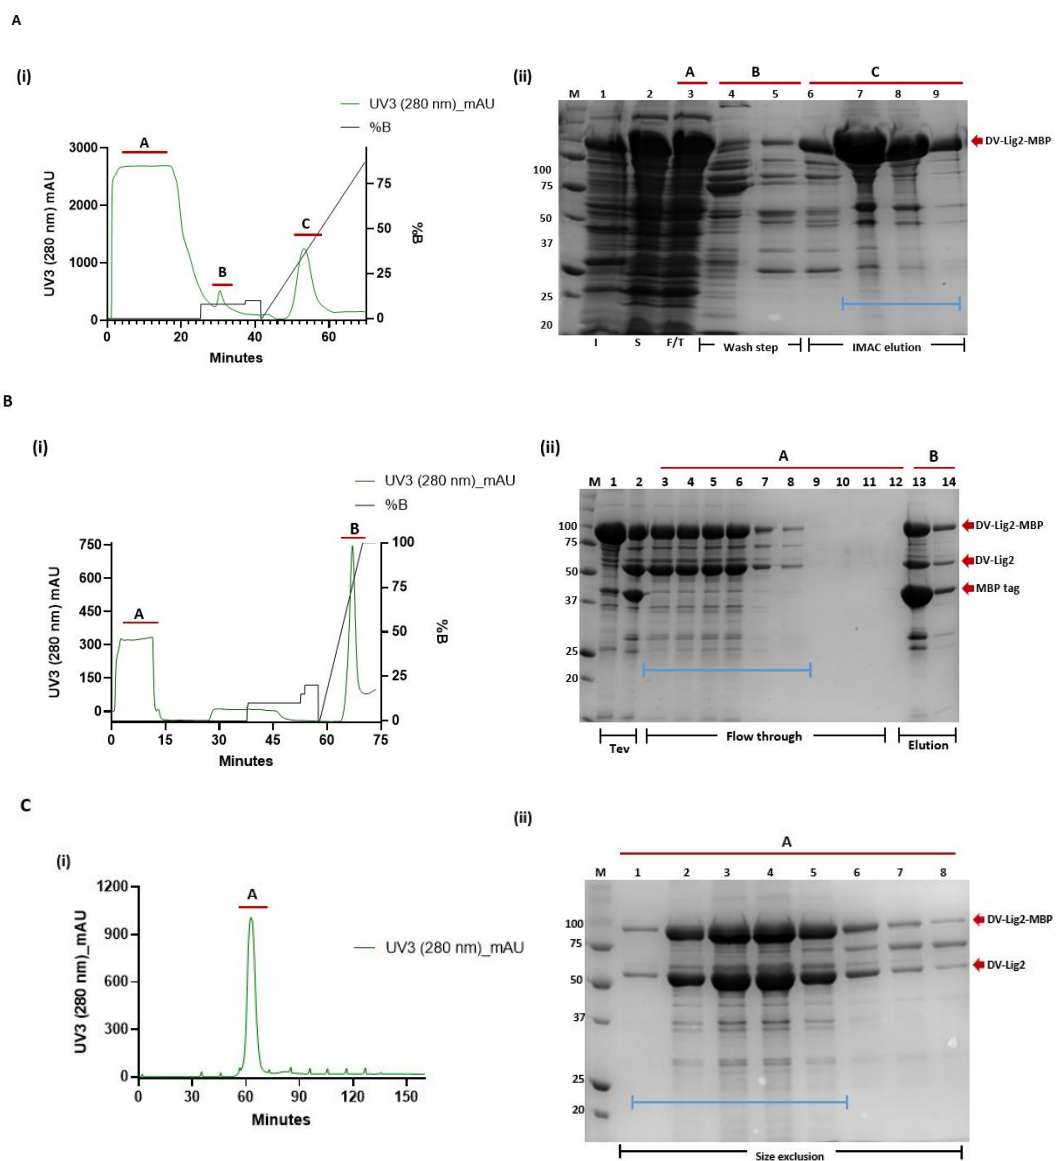 A
(i)
UV3 (280 nm)_mAU
%B
A
B
C
3000
2000
1000
0
UV3 (280 nm) mAU
75
50
25
0
%B
0 20 40 60
Minutes
(ii)
A B C
M 1 2 3 4 5 6 7 8 9
100
75
50
37
25
20
DV-Lig2-MBP
I S F/T Wash step IMAC elution
B
(i)
UV3 (280 nm)_mAU
%B
A
B
750
600
450
300
150
0
UV3 (280 nm) mAU
100
75
50
25
0
%B
0 15 30 45 60 75
Minutes
(ii)
A B
M 1 2 3 4 5 6 7 8 9 10 11 12 13 14
100
75
50
37
25
20
DV-Lig2-MBP
DV-Lig2
MBP tag
Tev Flow through Elution
C
(i)
A
UV3 (280 nm)_mAU
1200
900
600
300
0
UV3 (280 nm)_mAU
0 30 60 90 120 150
Minutes
(ii)
A
M 1 2 3 4 5 6 7 8
100
75
50
37
25
20
DV-Lig2-MBP
DV-Lig2
Size exclusion